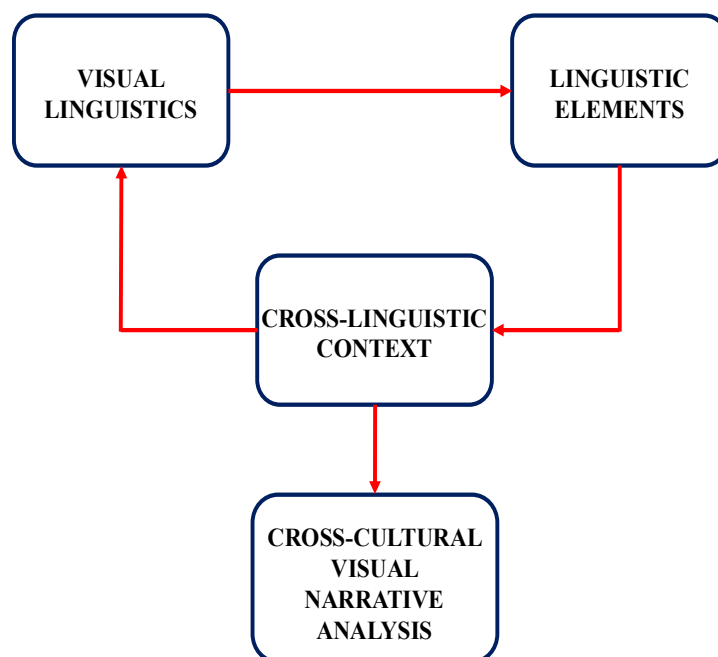 VISUAL
LINGUISTICS
LINGUISTIC
ELEMENTS
CROSS-LINGUISTIC
CONTEXT
CROSS-CULTURAL
VISUAL
NARRATIVE
ANALYSIS